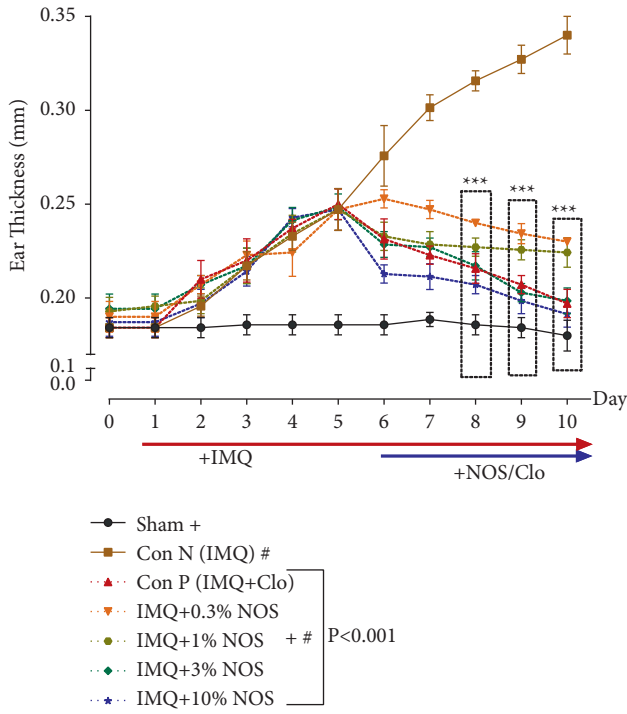 Ear Thickness (mm)
0.35
0.30
0.25
0.20
0.1
0.0
***
***
***
0 1 2 3 4 5 6 7 8 9 10 Day
+IMQ
+NOS/Clo
Sham +
Con N (IMQ) #
Con P (IMQ+Clo)
IMQ+0.3% NOS
IMQ+1% NOS
+ # P<0.001
IMQ+3% NOS
IMQ+10% NOS